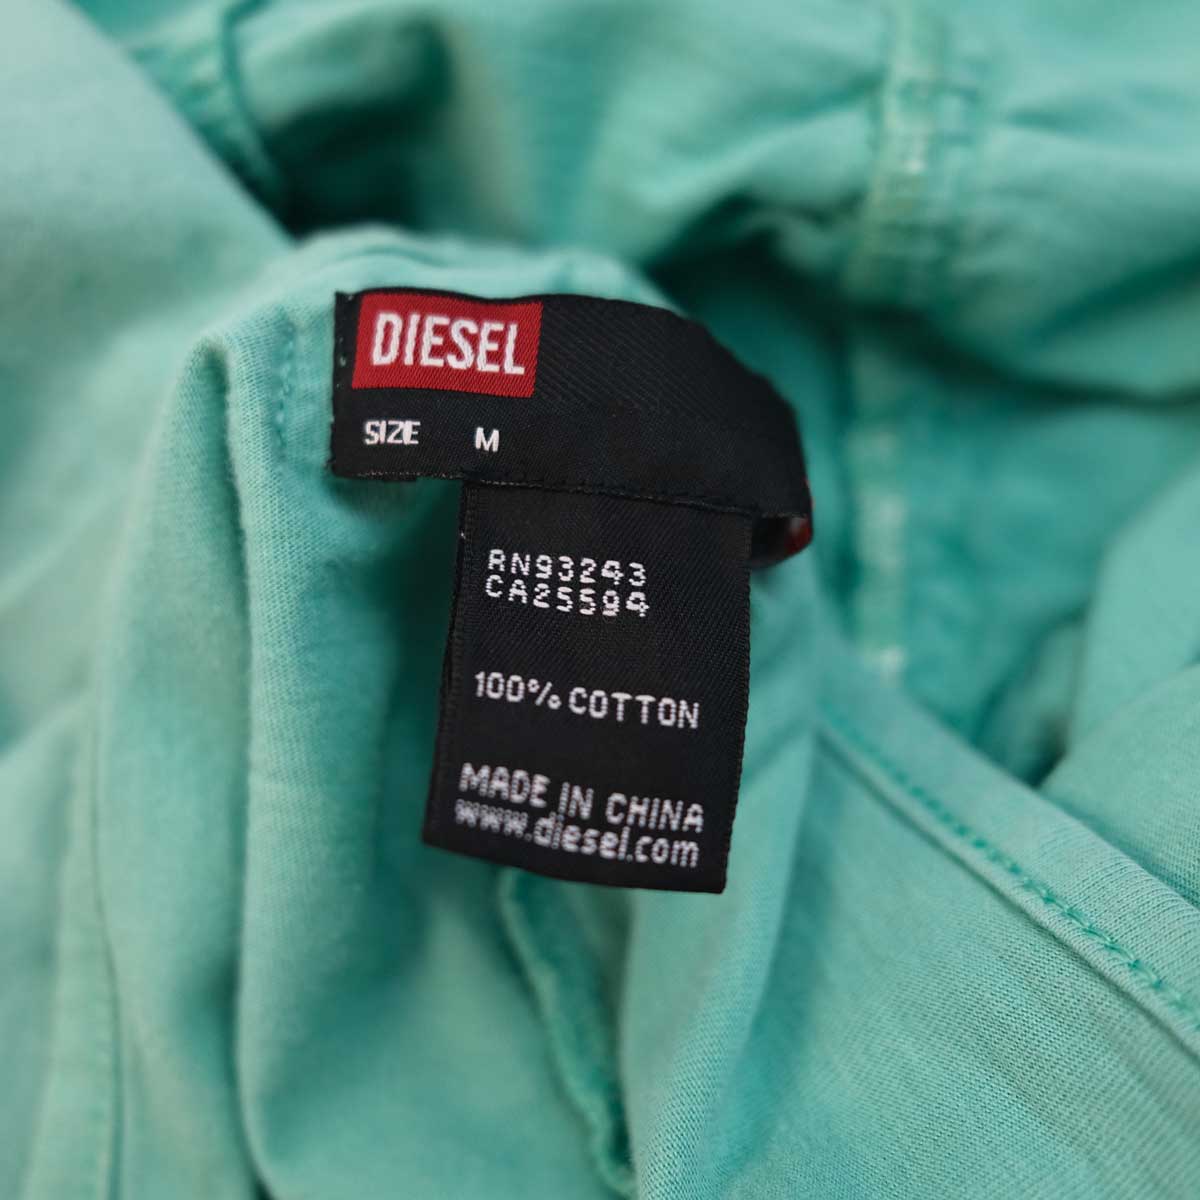 DIESEL
SIZE M
RN93243
CA25594
100% COTTON
MADE IN CHINA
www.diesel.com